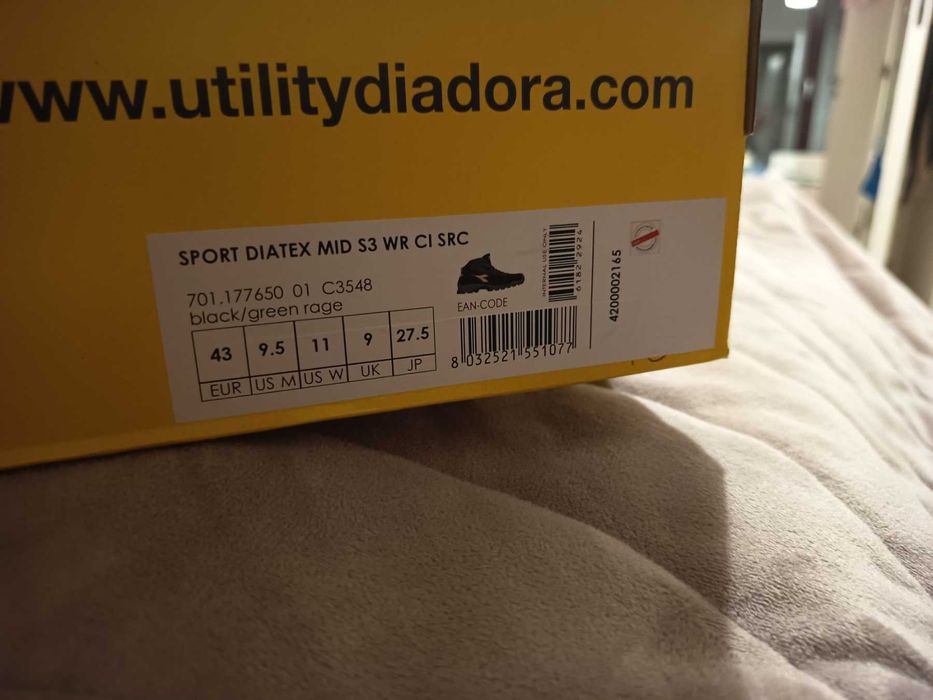 www.utilitydiadora.com
SPORT DIATEX MID S3 WR CI SRC
701.177650 01 C3548
black/green rage
43 9.5 11 9 27.5
EUR US M US W UK JP
EAN-CODE
8 032521 551077
INTERNAL USE ONLY
6182 2924
4200002165